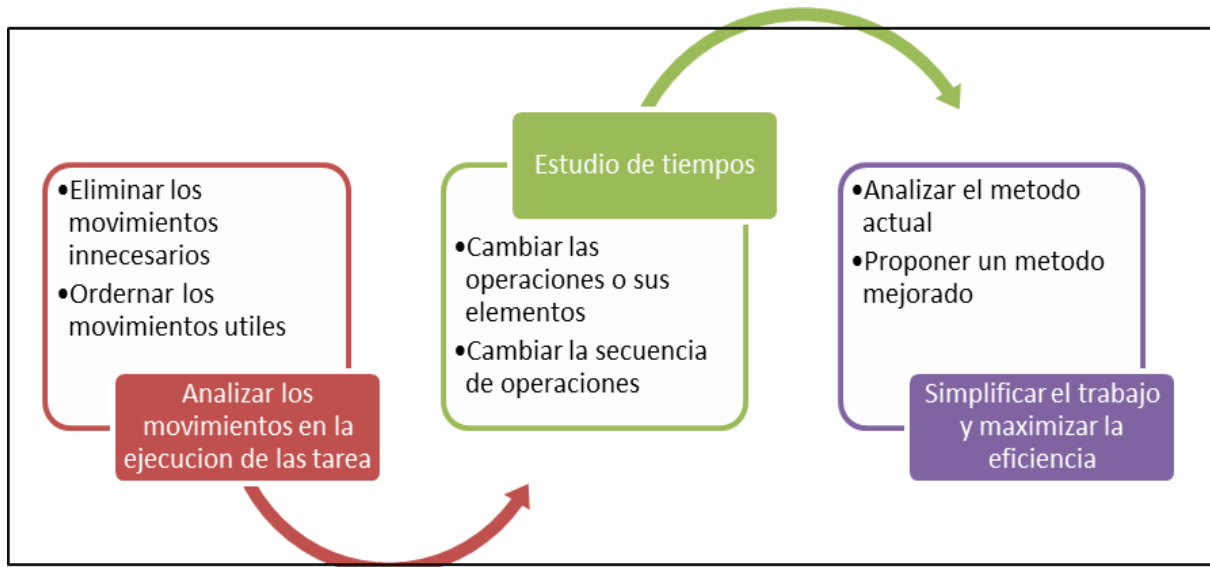 •Eliminar los
movimientos
innecesarios
•Ordernar los
movimientos utiles
Analizar los
movimientos en la
ejecucion de las tarea
Estudio de tiempos
•Cambiar las
operaciones o sus
elementos
•Cambiar la secuencia
de operaciones
•Analizar el metodo
actual
•Proponer un metodo
mejorado
Simplificar el trabajo
y maximizar la
eficiencia